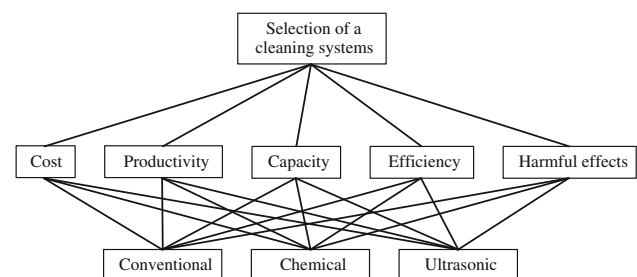 Selection of a
cleaning systems
Cost
Productivity
Capacity
Efficiency
Harmful effects
Conventional
Chemical
Ultrasonic